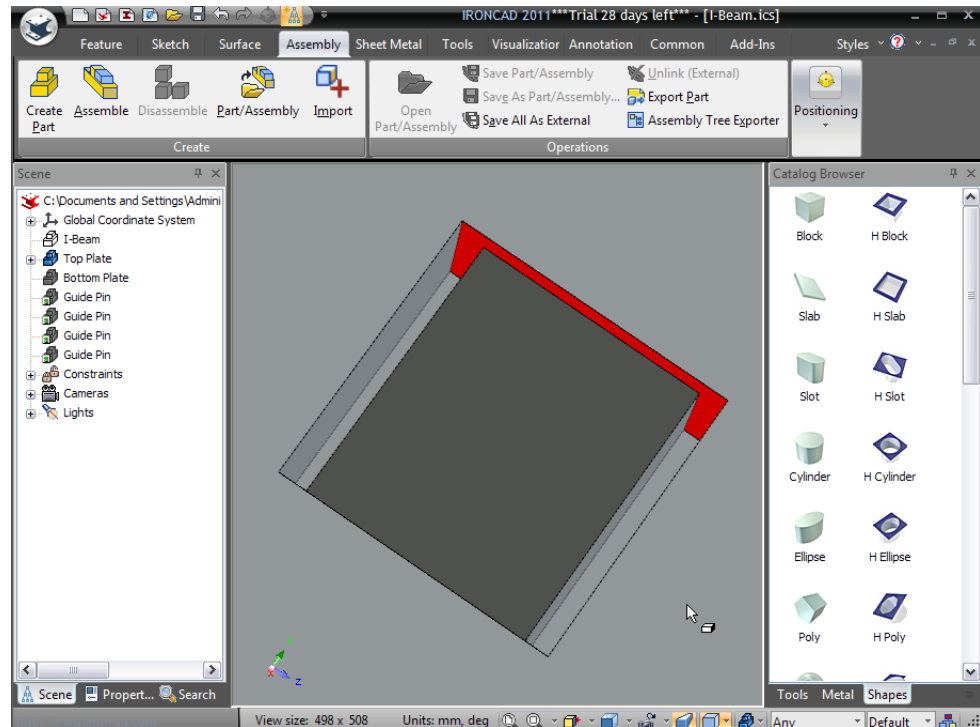 IRONCAD 2011***Trial 28 days left*** - [I-Beam.ics]
Feature Sketch Surface Assembly Sheet Metal Tools Visualization Annotation Common Add-Ins Styles
Create Part
Assemble
Disassemble
Part/Assembly
Import
Create
Open Part/Assembly
Save Part/Assembly
Save As Part/Assembly...
Save All As External
Unlink (External)
Export Part
Assembly Tree Exporter
Operations
Positioning
Scene
C:\Documents and Settings\Admini
Global Coordinate System
I-Beam
Top Plate
Bottom Plate
Guide Pin
Guide Pin
Guide Pin
Guide Pin
Constraints
Cameras
Lights
Scene Propert... Search
x z
Catalog Browser
Block H Block
Slab H Slab
Slot H Slot
Cylinder H Cylinder
Ellipse H Ellipse
Poly H Poly
Tools Metal Shapes
View size: 498 x 508 Units: mm, deg Any Default